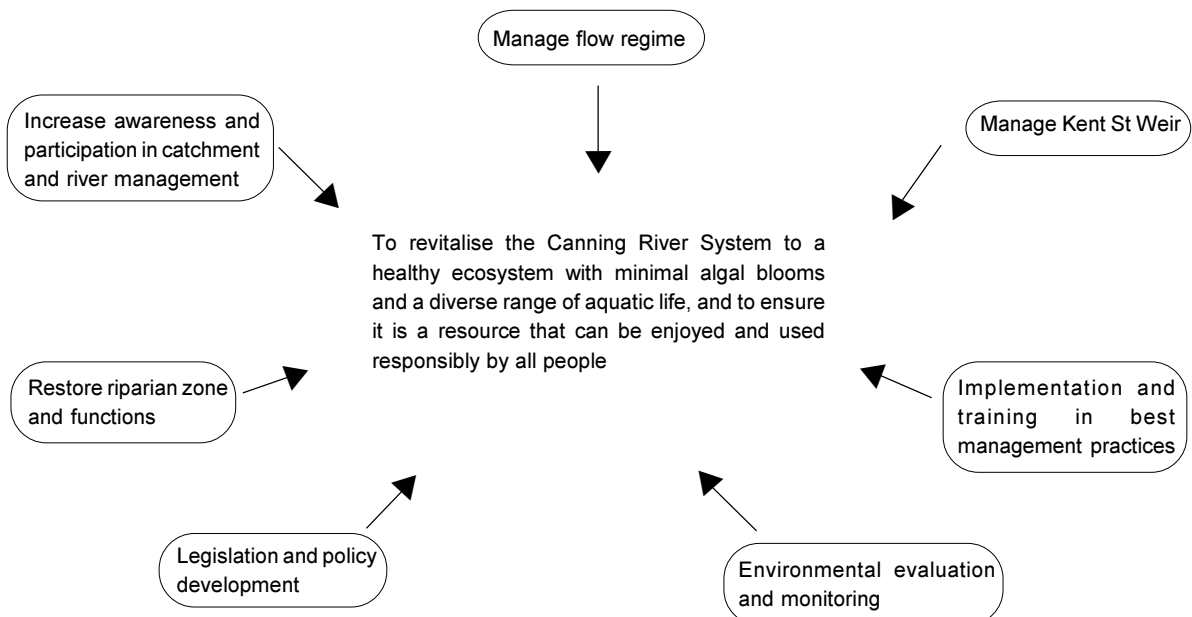 Manage flow regime
Increase awareness and
participation in catchment
and river management
Manage Kent St Weir
To revitalise the Canning River System to a
healthy ecosystem with minimal algal blooms
and a diverse range of aquatic life, and to ensure
it is a resource that can be enjoyed and used
responsibly by all people
Restore riparian zone
and functions
Implementation and
training in best
management practices
Legislation and policy
development
Environmental evaluation
and monitoring